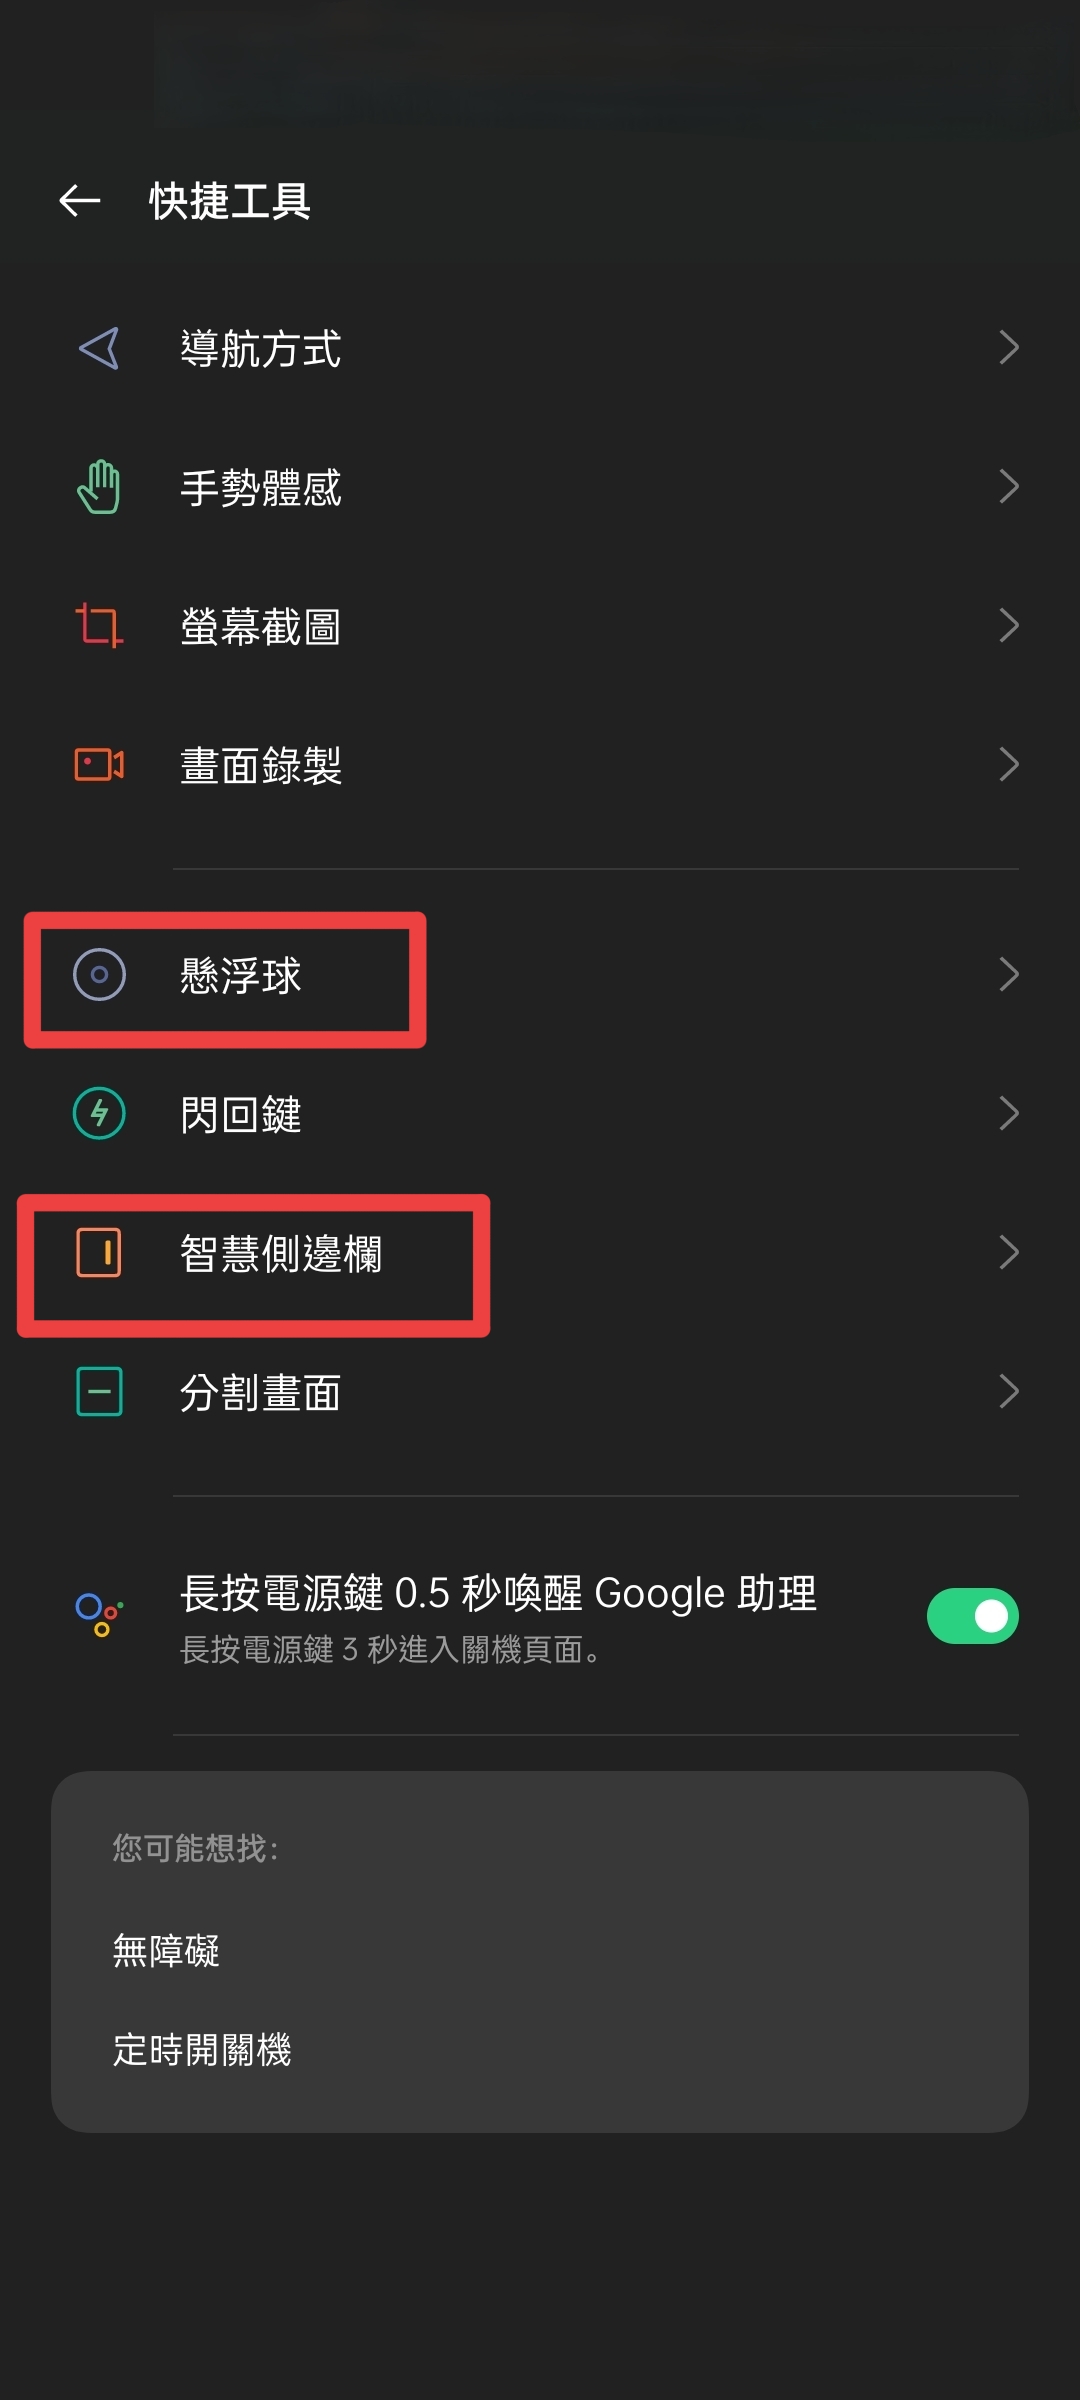 快捷工具
導航方式
手勢體感
螢幕截圖
畫面錄製
懸浮球
閃回鍵
智慧側邊欄
分割畫面
長按電源鍵 0.5 秒喚醒 Google 助理
長按電源鍵 3 秒進入關機頁面。
您可能想找：
無障礙
定時開關機